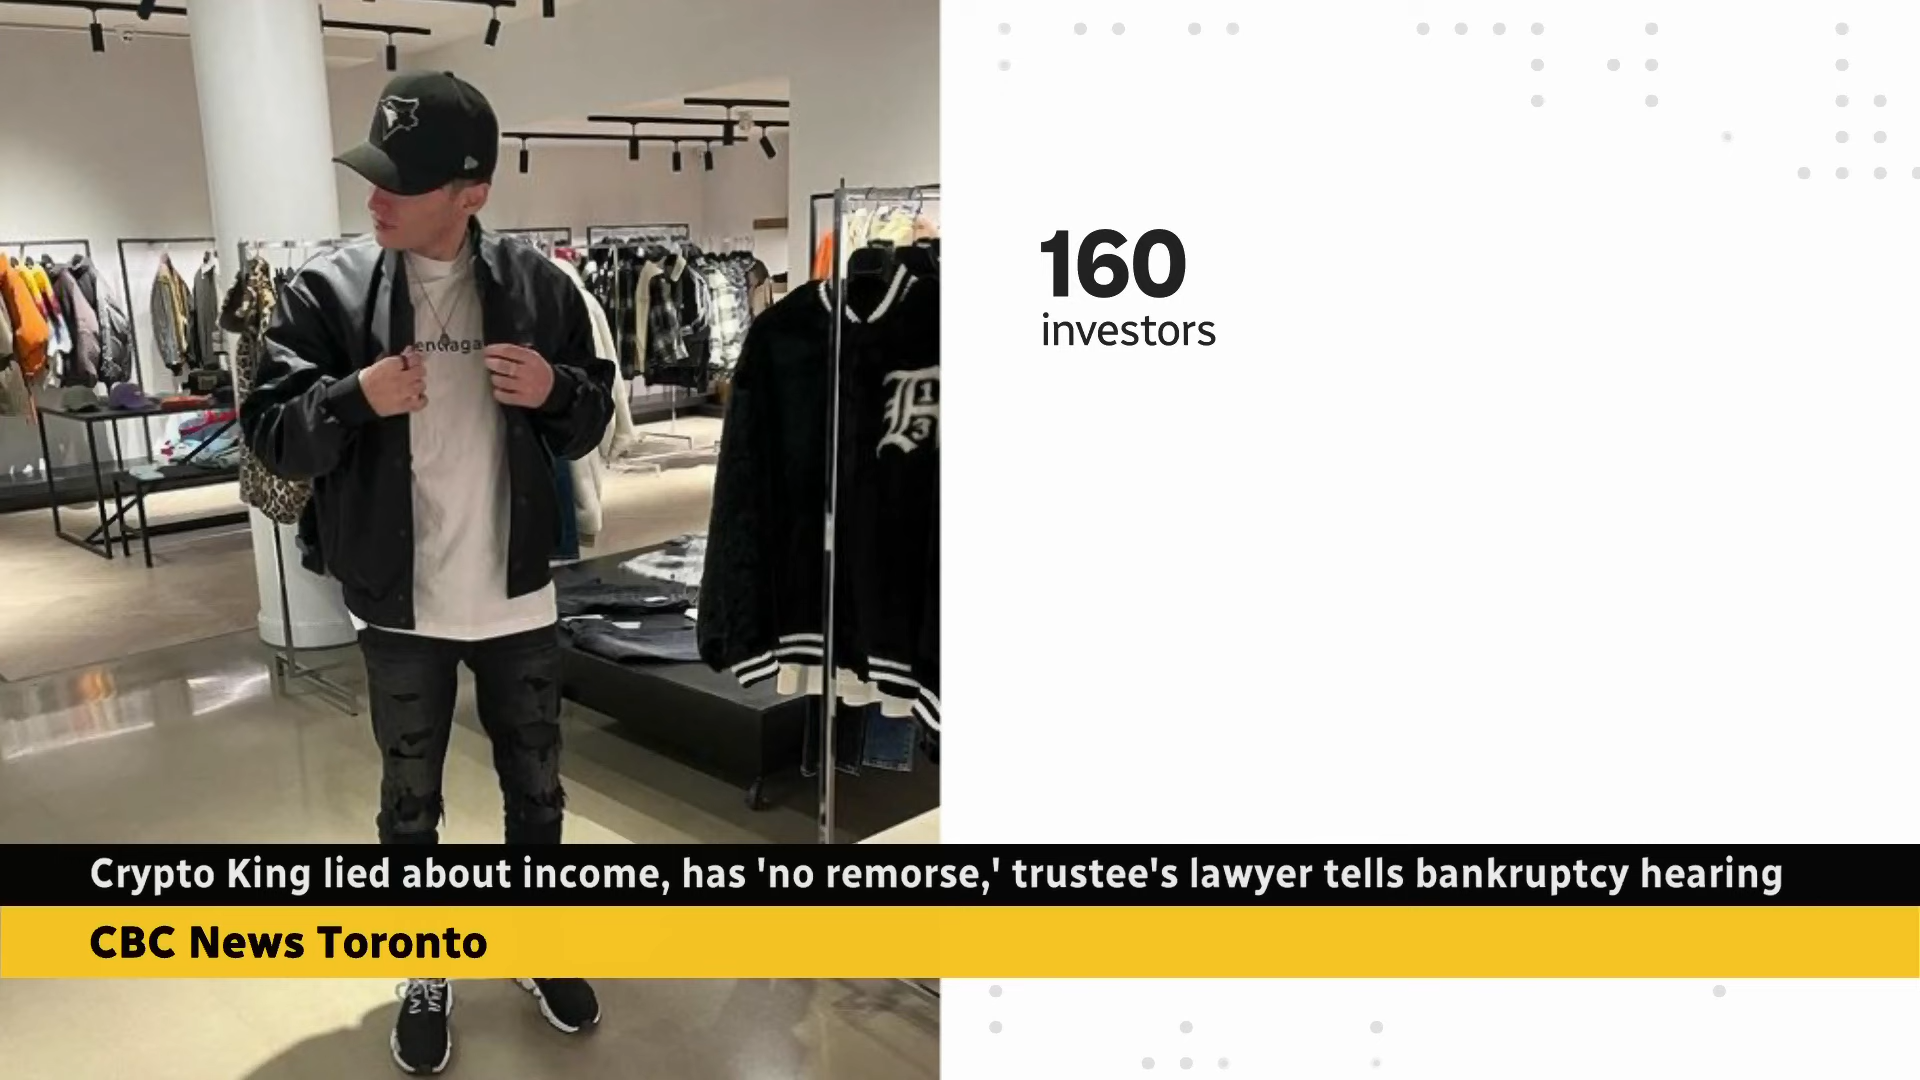 160
investors
Crypto King lied about income, has 'no remorse,' trustee's lawyer tells bankruptcy hearing
CBC News Toronto